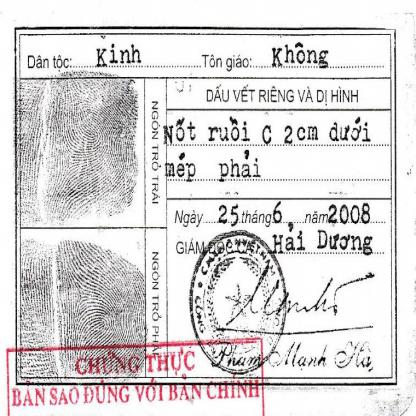 Dân tộc: Kinh Tôn giáo: Không
NGÓN TRỎ TRÁI
DẤU VẾT RIÊNG VÀ DỊ HÌNH
Nốt ruồi C 2cm dưới
mép phải
Ngày 25 tháng 6 năm 2008
GIÁM ĐỐC CA Hải Dương
NGÓN TRỎ PHẢI
Phạm Mạnh Hà
CHỨNG THỰC
BẢN SAO ĐÚNG VỚI BẢN CHÍNH